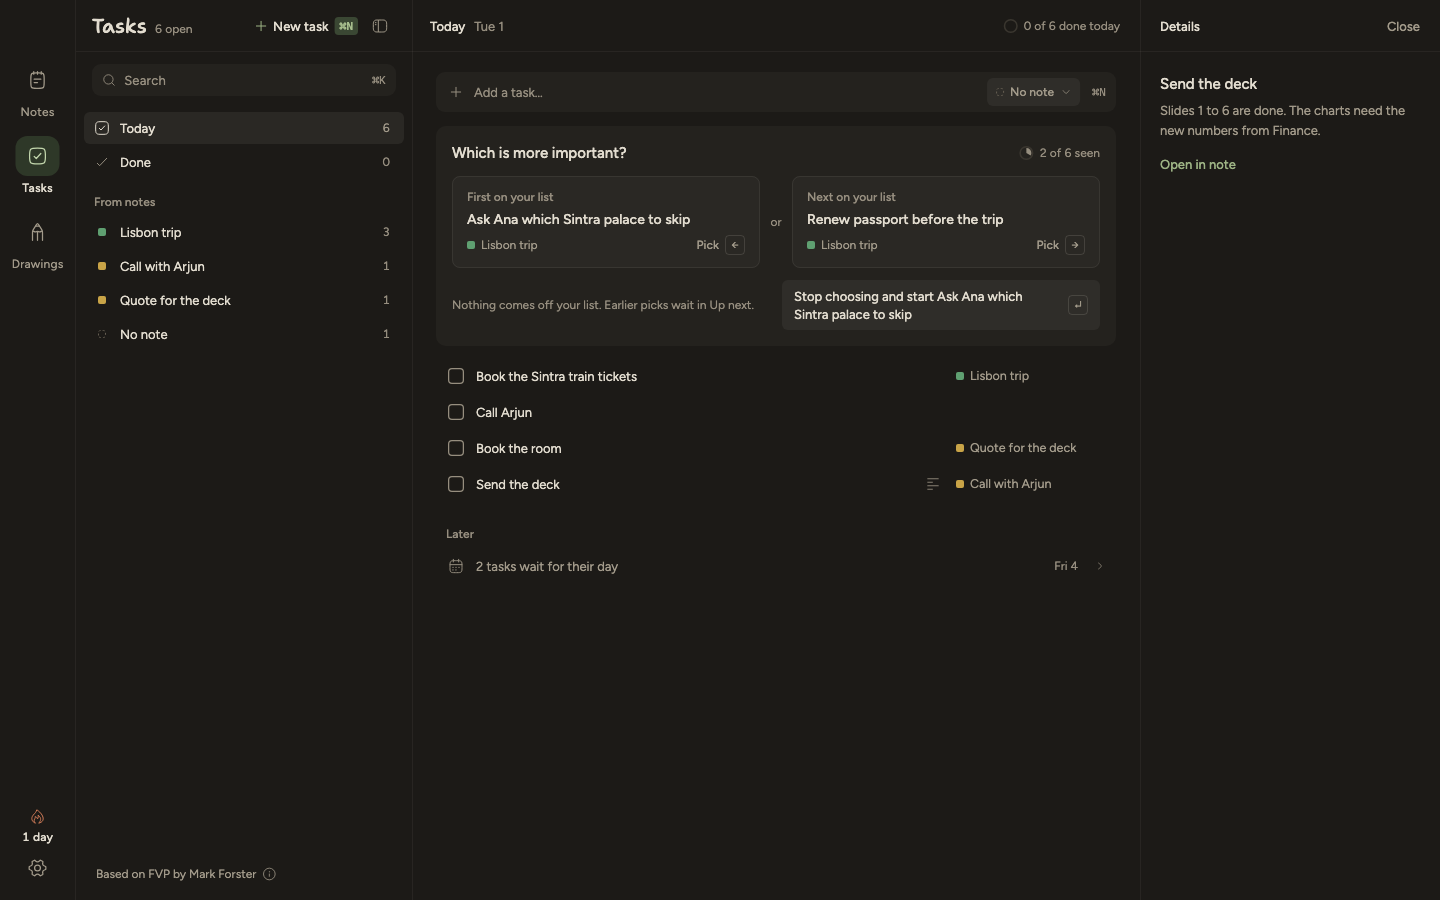 Tasks 6 open
New task ⌘N
Search ⌘K
Today 6
Done 0
From notes
Lisbon trip 3
Call with Arjun 1
Quote for the deck 1
No note 1
Notes
Tasks
Drawings
1 day
Based on FVP by Mark Forster
Today Tue 1
0 of 6 done today
Add a task...
No note
⌘N
Which is more important?
2 of 6 seen
First on your list
Ask Ana which Sintra palace to skip
Lisbon trip
Pick ←
or
Next on your list
Renew passport before the trip
Lisbon trip
Pick →
Nothing comes off your list. Earlier picks wait in Up next.
Stop choosing and start Ask Ana which
Sintra palace to skip
Book the Sintra train tickets Lisbon trip
Call Arjun
Book the room Quote for the deck
Send the deck Call with Arjun
Later
2 tasks wait for their day Fri 4
Details
Close
Send the deck
Slides 1 to 6 are done. The charts need the
new numbers from Finance.
Open in note